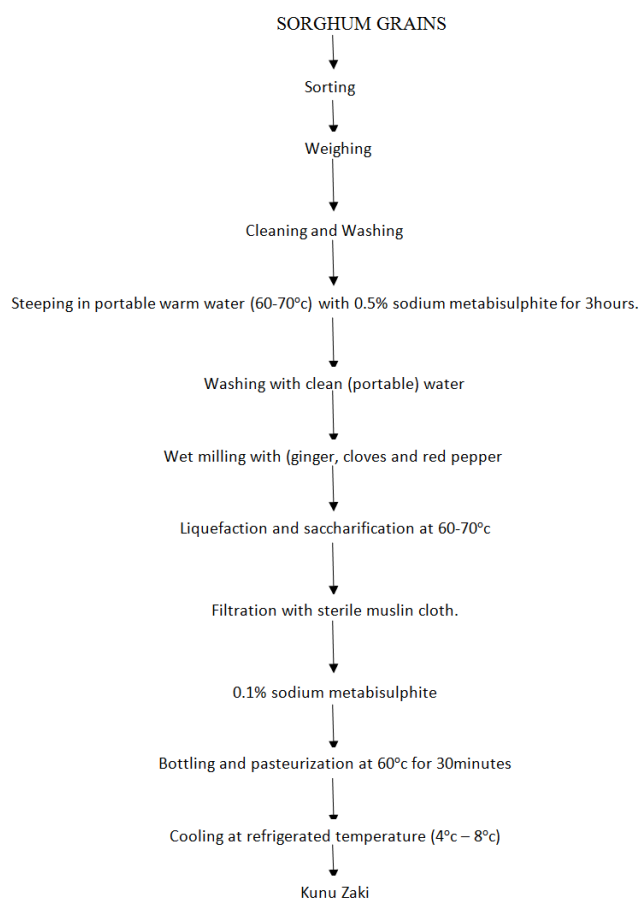 SORGHUM GRAINS
Sorting
Weighing
Cleaning and Washing
Steeping in portable warm water (60-70°c) with 0.5% sodium metabisulphite for 3hours.
Washing with clean (portable) water
Wet milling with (ginger, cloves and red pepper
Liquefaction and saccharification at 60-70°c
Filtration with sterile muslin cloth.
0.1% sodium metabisulphite
Bottling and pasteurization at 60°c for 30minutes
Cooling at refrigerated temperature (4°c – 8°c)
Kunu Zaki